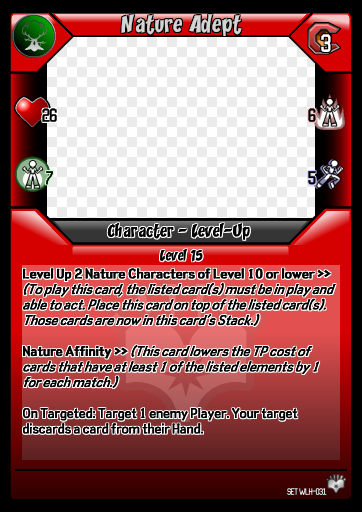 Nature Adept
3
26
6
7
5
Character - Level-Up
Level 15
Level Up 2 Nature Characters of Level 10 or lower >>
(To play this card, the listed card(s) must be in play and
able to act. Place this card on top of the listed card(s).
Those cards are now in this card's Stack.)
Nature Affinity >> (This card lowers the TP cost of
cards that have at least 1 of the listed elements by 1
for each match.)
On Targeted: Target 1 enemy Player. Your target
discards a card from their Hand.
SET WLH-031